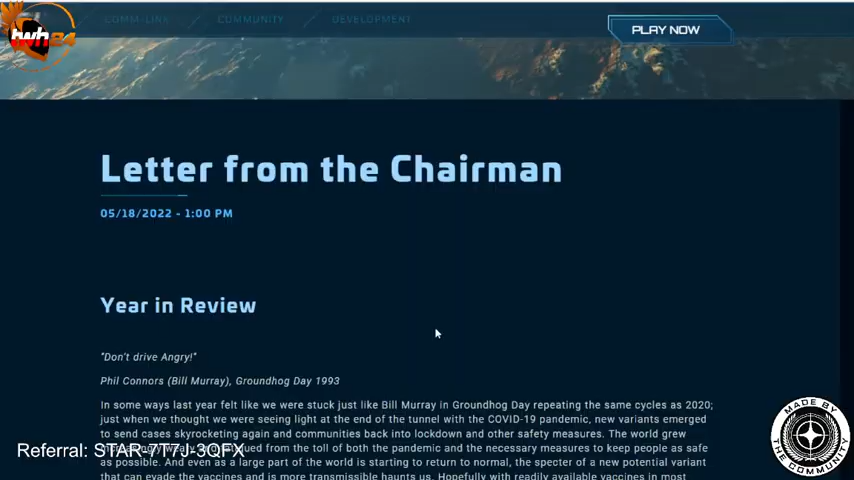 COMM-LINK
COMMUNITY
DEVELOPMENT
PLAY NOW
twh24
Letter from the Chairman
05/18/2022 - 1:00 PM
Year in Review
"Don't drive Angry!"
Phil Connors (Bill Murray), Groundhog Day 1993
In some ways last year felt like we were stuck just like Bill Murray in Groundhog Day repeating the same cycles as 2020;
just when we thought we were seeing light at the end of the tunnel with the COVID-19 pandemic, new variants emerged
to send cases skyrocketing again and communities back into lockdown and other safety measures. The world grew
from the toll of both the pandemic and the necessary measures to keep people as safe
as possible. And even as a large part of the world is starting to return to normal, the specter of a new potential variant
that can evade the vaccines and is more transmissible haunts us. Hopefully with readily available vaccines in most
Referral: STAR-7T7J-3QFX
MADE BY
THE COMMUNITY